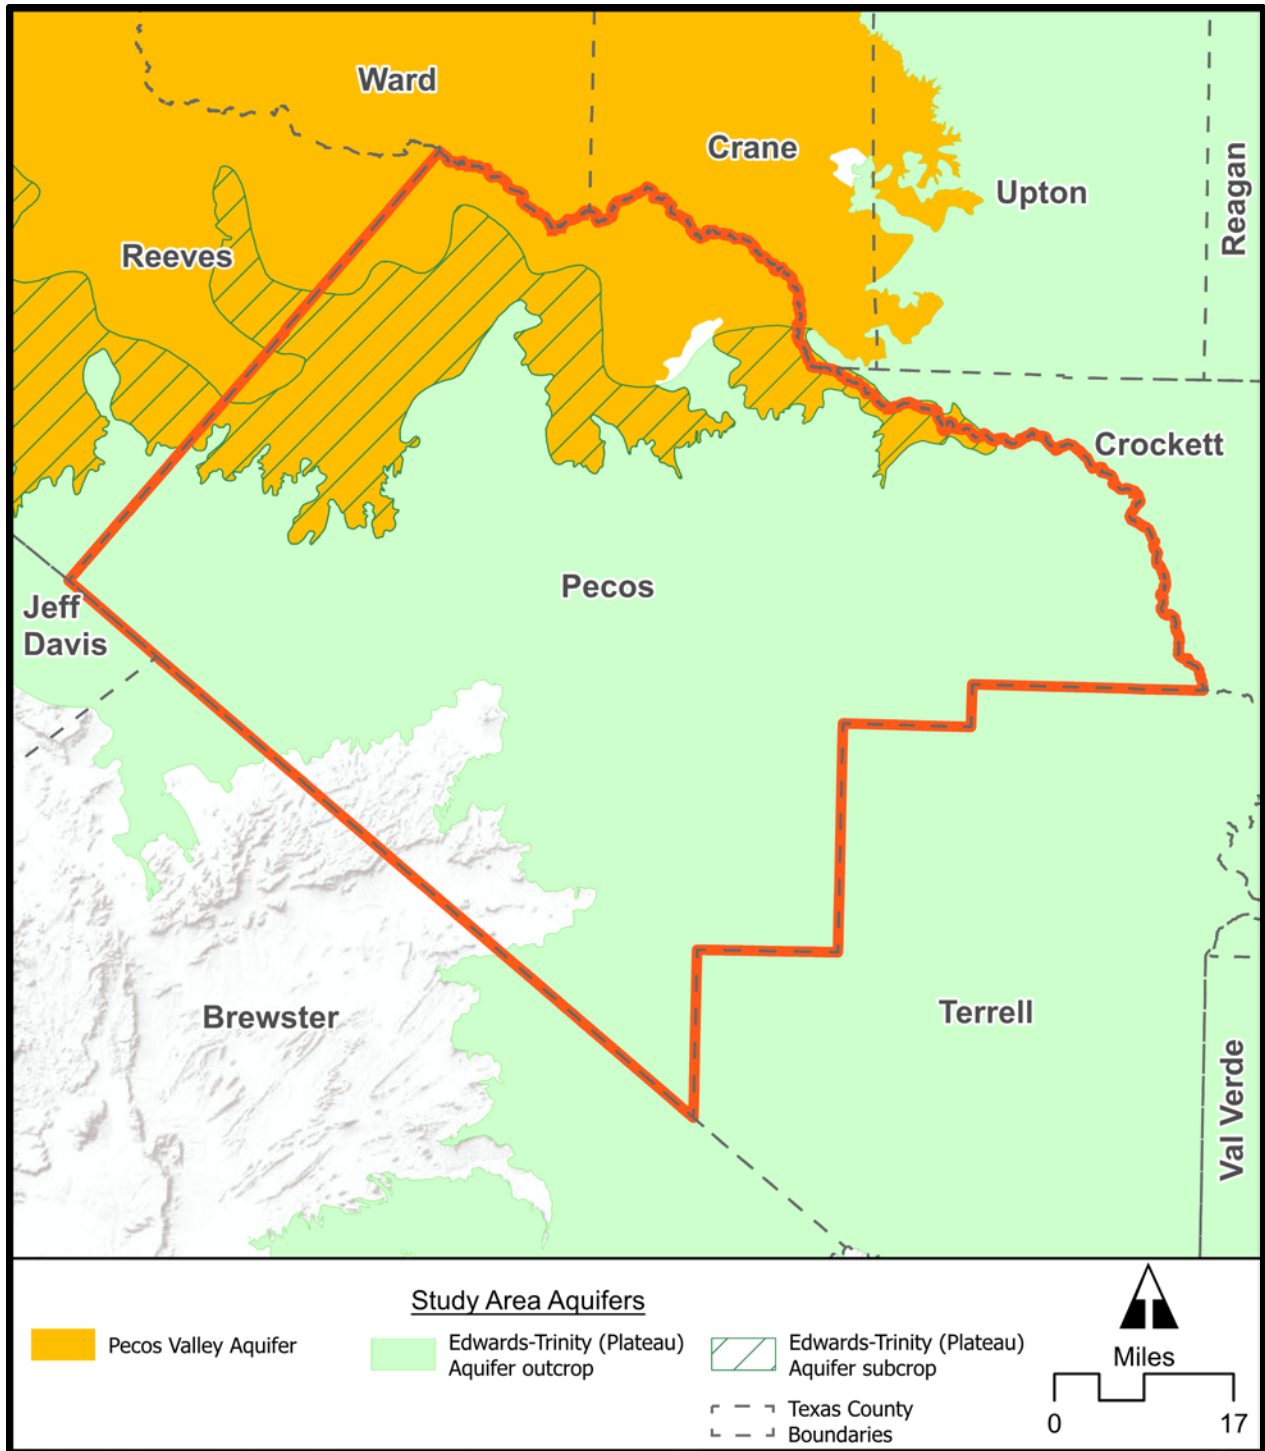 Ward
Crane
Upton
Reagan
Reeves
Crockett
Pecos
Jeff
Davis
Brewster
Terrell
Val Verde
Study Area Aquifers
Pecos Valley Aquifer
Edwards-Trinity (Plateau)
Aquifer outcrop
Edwards-Trinity (Plateau)
Aquifer subcrop
Texas County
Boundaries
Miles
0 17